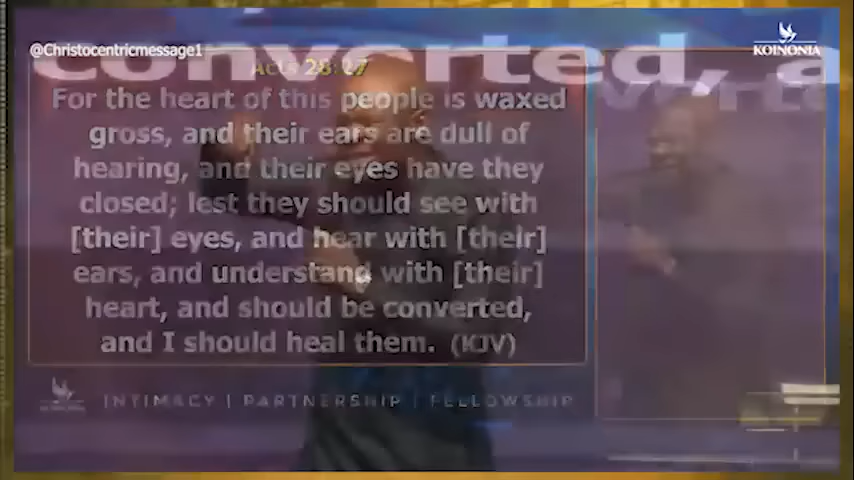 converted, a
@Christocentricmessage1
KOINONIA
Acts 28:27
For the heart of this people is waxed
gross, and their ears are dull of
hearing, and their eyes have they
closed; lest they should see with
[their] eyes, and hear with [their]
ears, and understand with [their]
heart, and should be converted,
and I should heal them. (KJV)
KOINONIA
INTIMACY | PARTNERSHIP | FELLOWSHIP